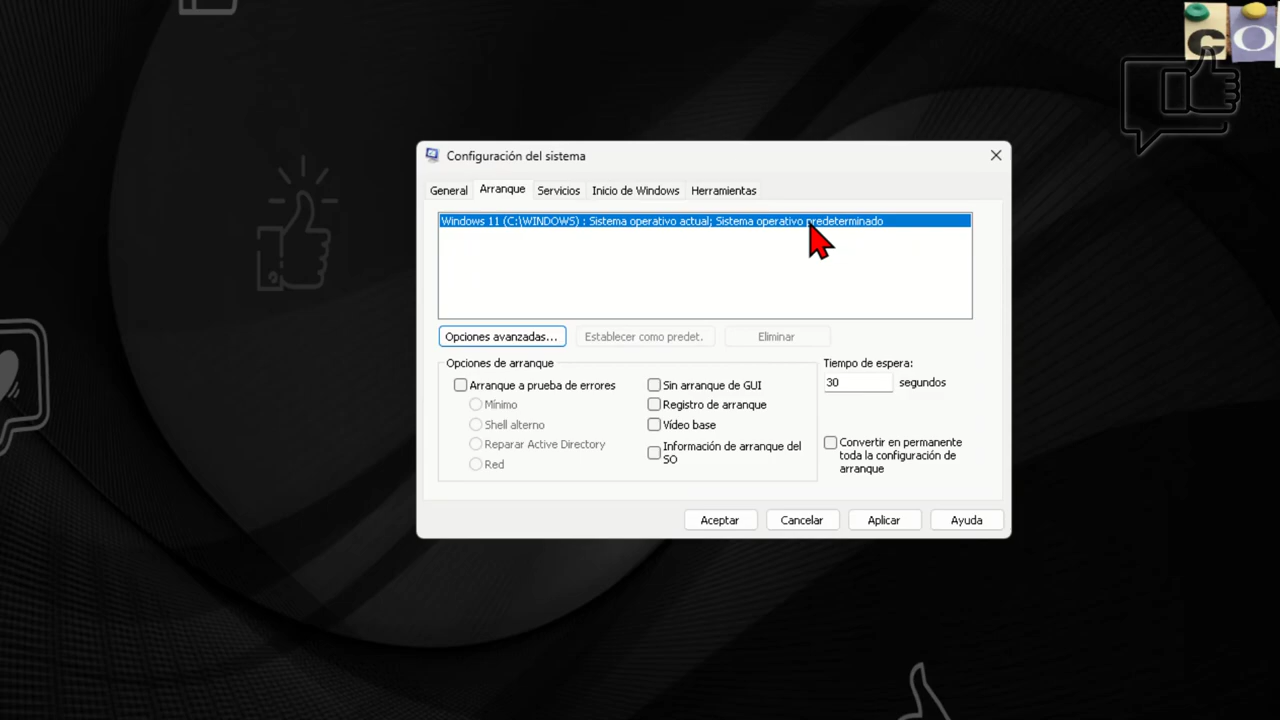 C O
Configuración del sistema
General Arranque Servicios Inicio de Windows Herramientas
Windows 11 (C:\WINDOWS) : Sistema operativo actual; Sistema operativo predeterminado
Opciones avanzadas... Establecer como predet. Eliminar
Opciones de arranque
Arranque a prueba de errores
Mínimo
Shell alterno
Reparar Active Directory
Red
Sin arranque de GUI
Registro de arranque
Vídeo base
Información de arranque del
SO
Tiempo de espera:
30 segundos
Convertir en permanente
toda la configuración de
arranque
Aceptar Cancelar Aplicar Ayuda